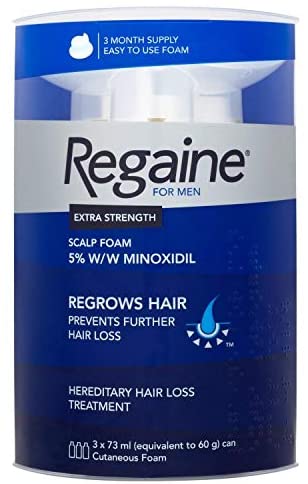 3 MONTH SUPPLY
EASY TO USE FOAM
Regaine®
FOR MEN
EXTRA STRENGTH
SCALP FOAM
5% W/W MINOXIDIL
REGROWS HAIR
PREVENTS FURTHER
HAIR LOSS
TM
HEREDITARY HAIR LOSS
TREATMENT
3 x 73 ml (equivalent to 60 g) can
Cutaneous Foam